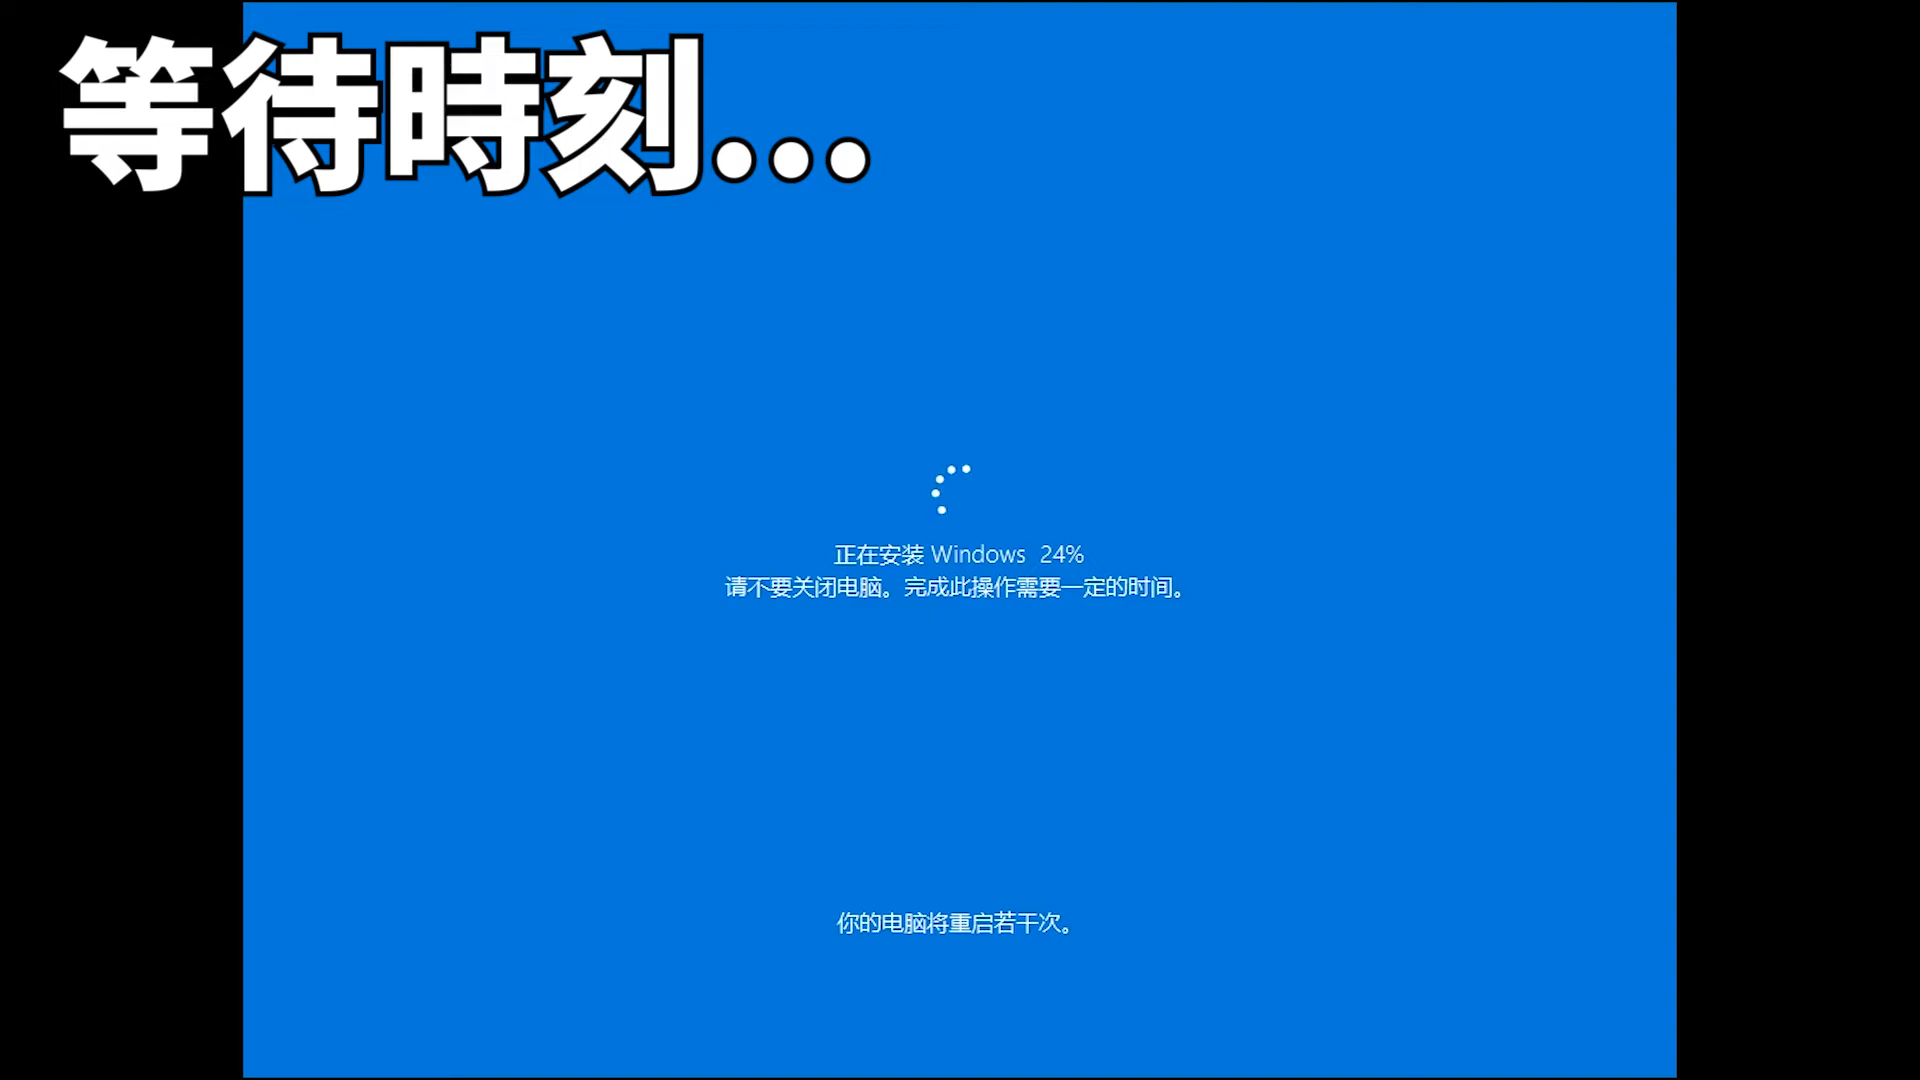 等待時刻...
正在安装 Windows 24%
请不要关闭电脑。完成此操作需要一定的时间。
你的电脑将重启若干次。